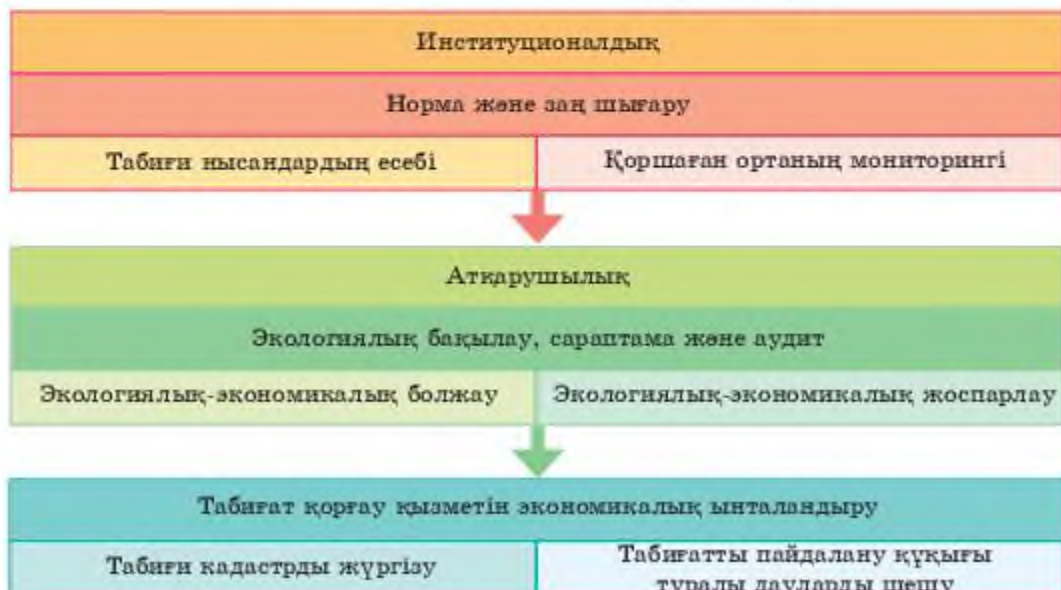 Институционалдық
Норма және заң шығару
Табиғи нысандардың есебі
Қоршаған ортаның мониторингі
Атқарушылық
Экологиялық бақылау, сараптама және аудит
Экологиялық-экономикалық болжау
Экологиялық-экономикалық жоспарлау
Табиғат қорғау қызметін экономикалық ынталандыру
Табиғи кадастрды жүргізу
Табиғатты пайдалану құқығы
туралы дауларды шешу